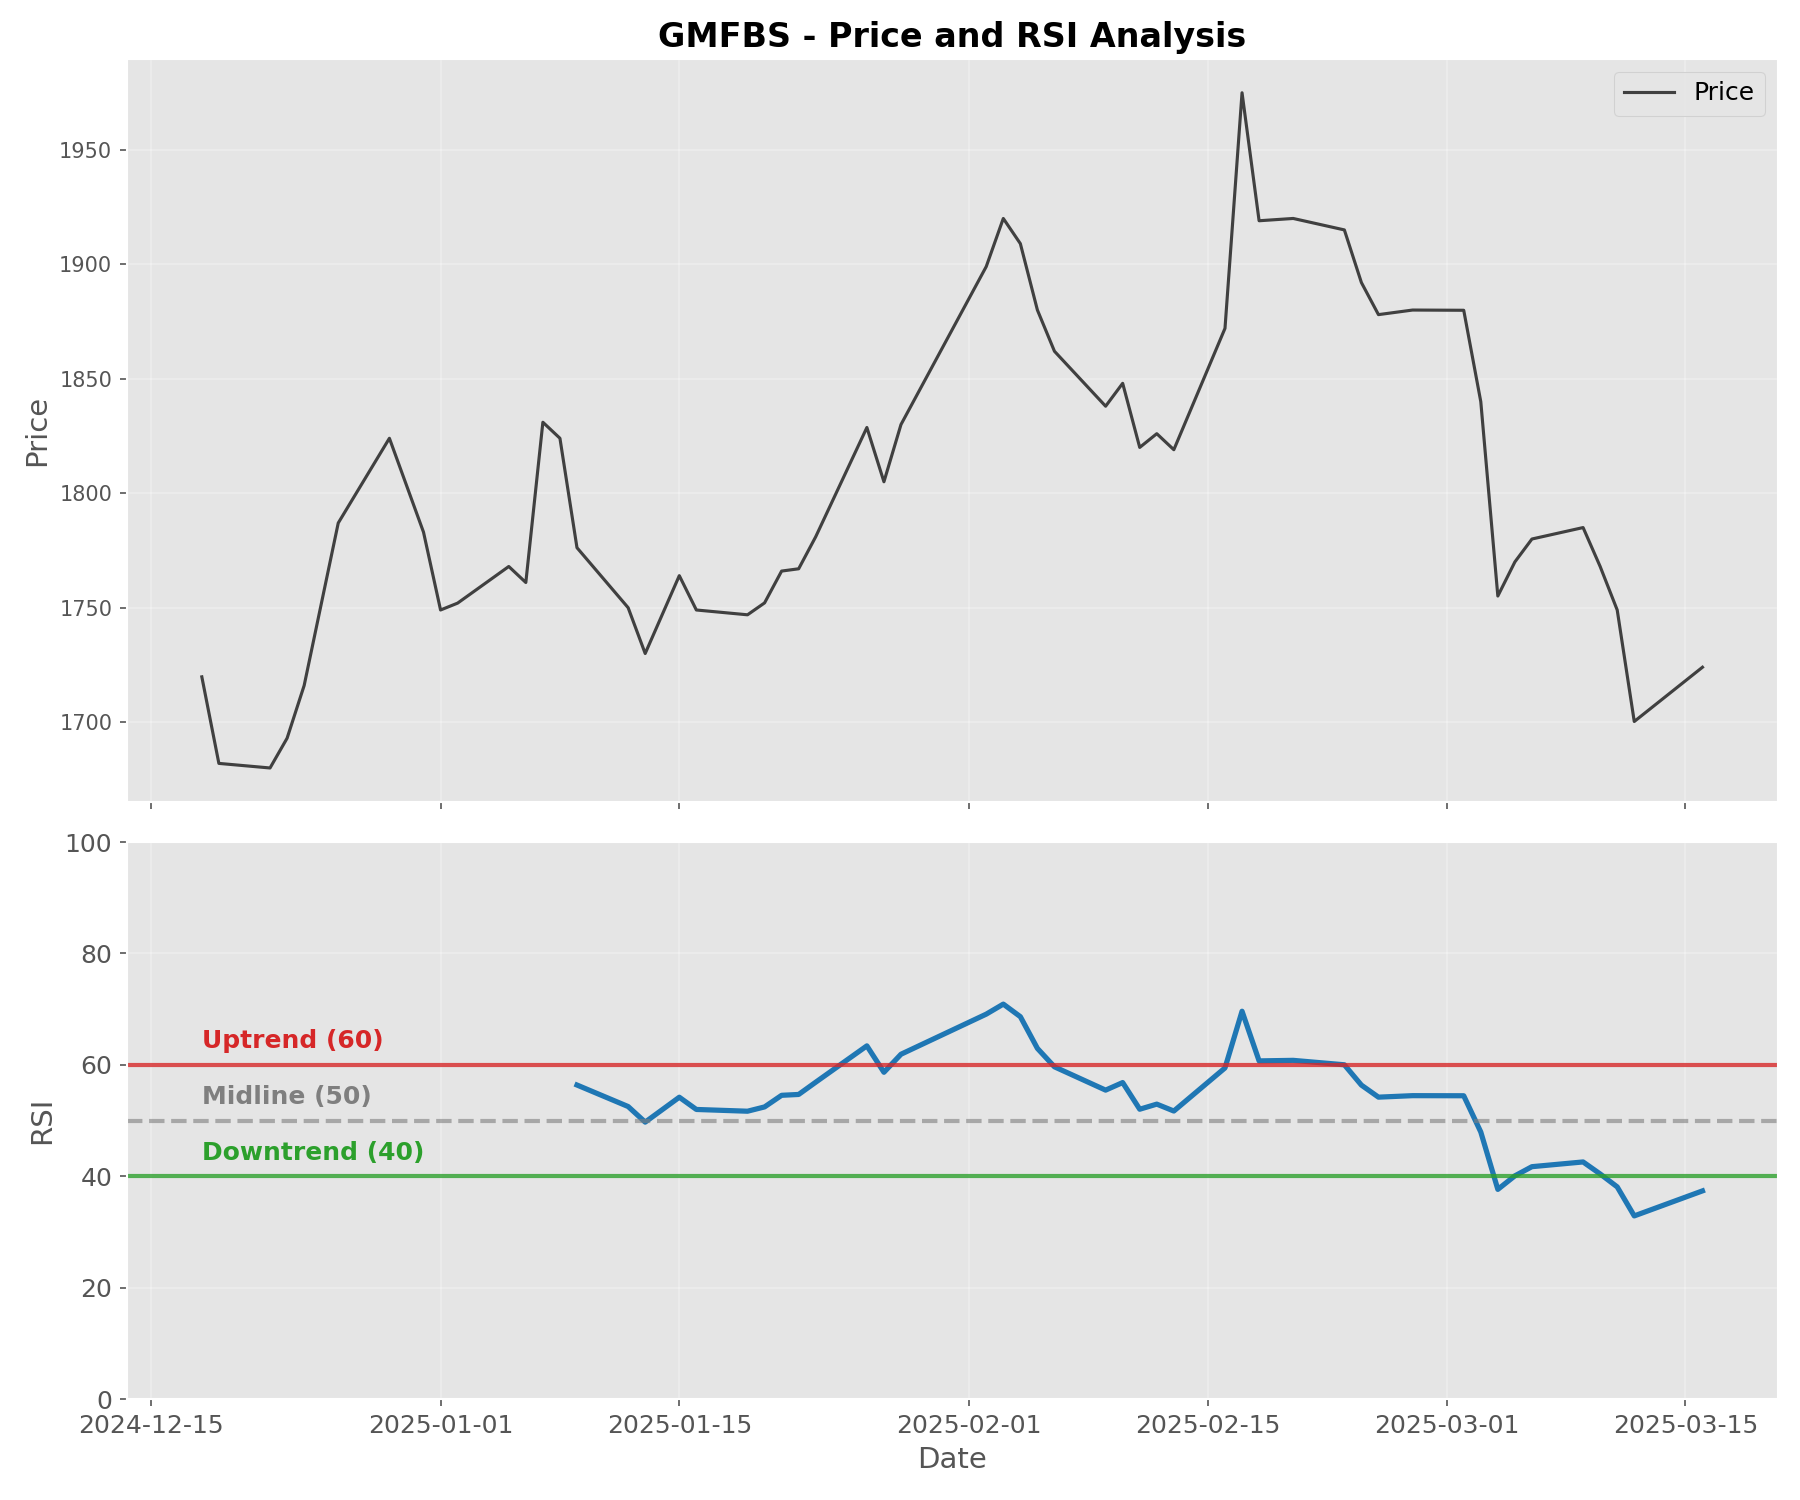 GMFBS - Price and RSI Analysis
Price
1950
1900
1850
1800
1750
1700
Price
100
80
60
40
20
0
RSI
Uptrend (60)
Midline (50)
Downtrend (40)
2024-12-15 2025-01-01 2025-01-15 2025-02-01 2025-02-15 2025-03-01 2025-03-15
Date